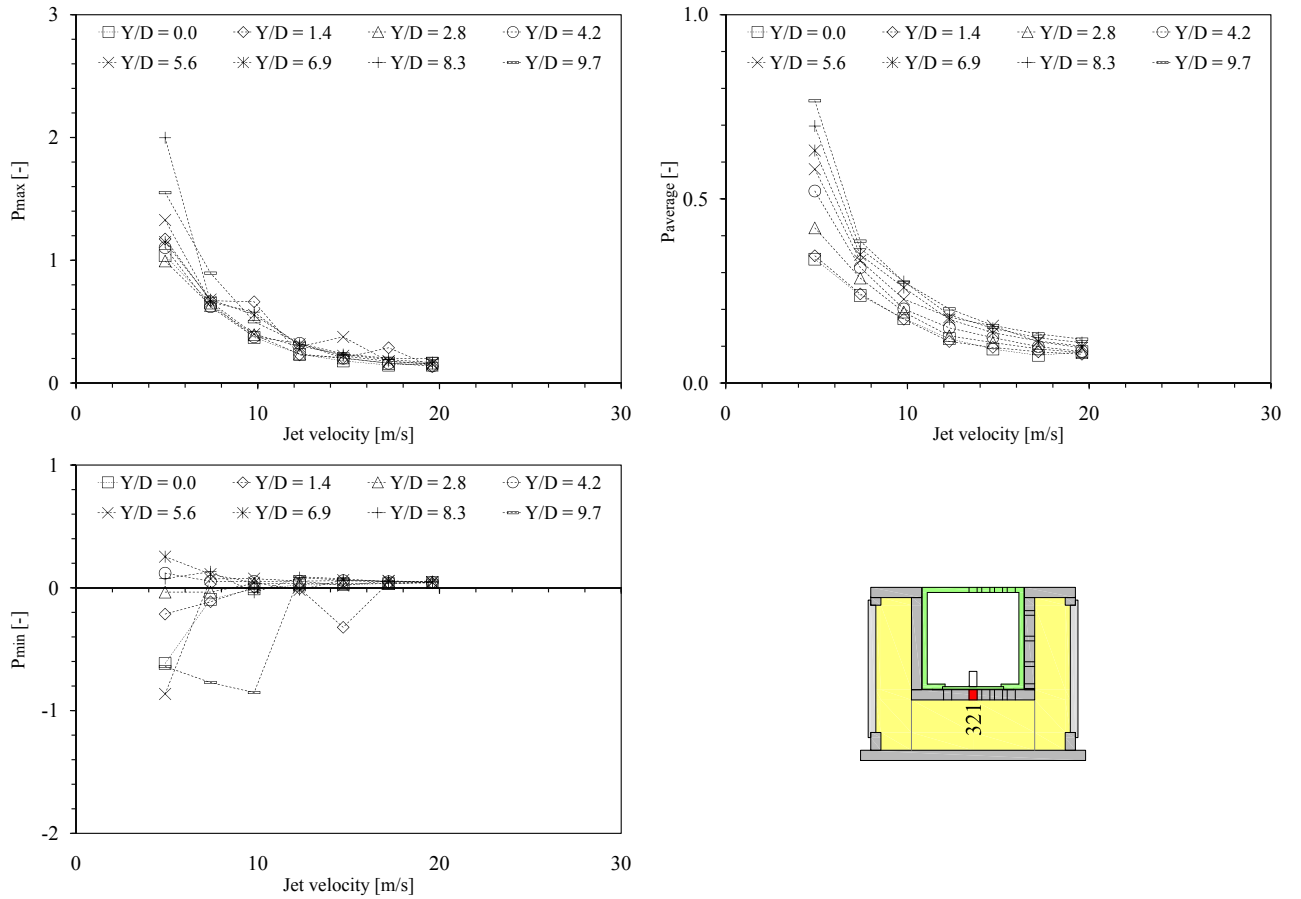 3
Y/D = 0.0 Y/D = 1.4 Y/D = 2.8 Y/D = 4.2
Y/D = 5.6 Y/D = 6.9 Y/D = 8.3 Y/D = 9.7
2
Pmax [-]
1
0
0 10 20 30
Jet velocity [m/s]
1.0
Y/D = 0.0 Y/D = 1.4 Y/D = 2.8 Y/D = 4.2
Y/D = 5.6 Y/D = 6.9 Y/D = 8.3 Y/D = 9.7
Paverage [-]
0.5
0.0
0 10 20 30
Jet velocity [m/s]
1
Y/D = 0.0 Y/D = 1.4 Y/D = 2.8 Y/D = 4.2
Y/D = 5.6 Y/D = 6.9 Y/D = 8.3 Y/D = 9.7
0
Pmin [-]
-1
-2
0 10 20 30
Jet velocity [m/s]
321